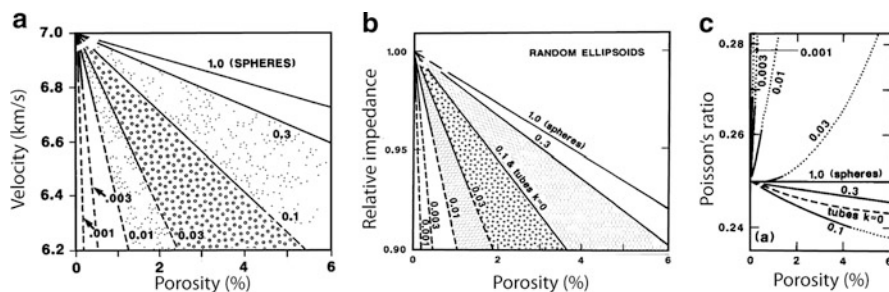 a
7.0
6.8
6.6
6.4
6.2
Velocity (km/s)
1.0 (SPHERES)
0.3
0.1
0.03
0.01
.003
.001
0
2
4
6
Porosity (%)
b
1.00
0.95
0.90
Relative impedance
RANDOM ELLIPSOIDS
1.0 (spheres)
0.3
0.1 & tubes k=0
0.03
0.01
0.003
0.001
0
2
4
6
Porosity (%)
c
0.28
0.26
0.24
Poisson's ratio
0.001
0.003
0.01
0.03
1.0 (spheres)
0.3
tubes k=0
0.1
(a)
0
2
4
6
Porosity (%)